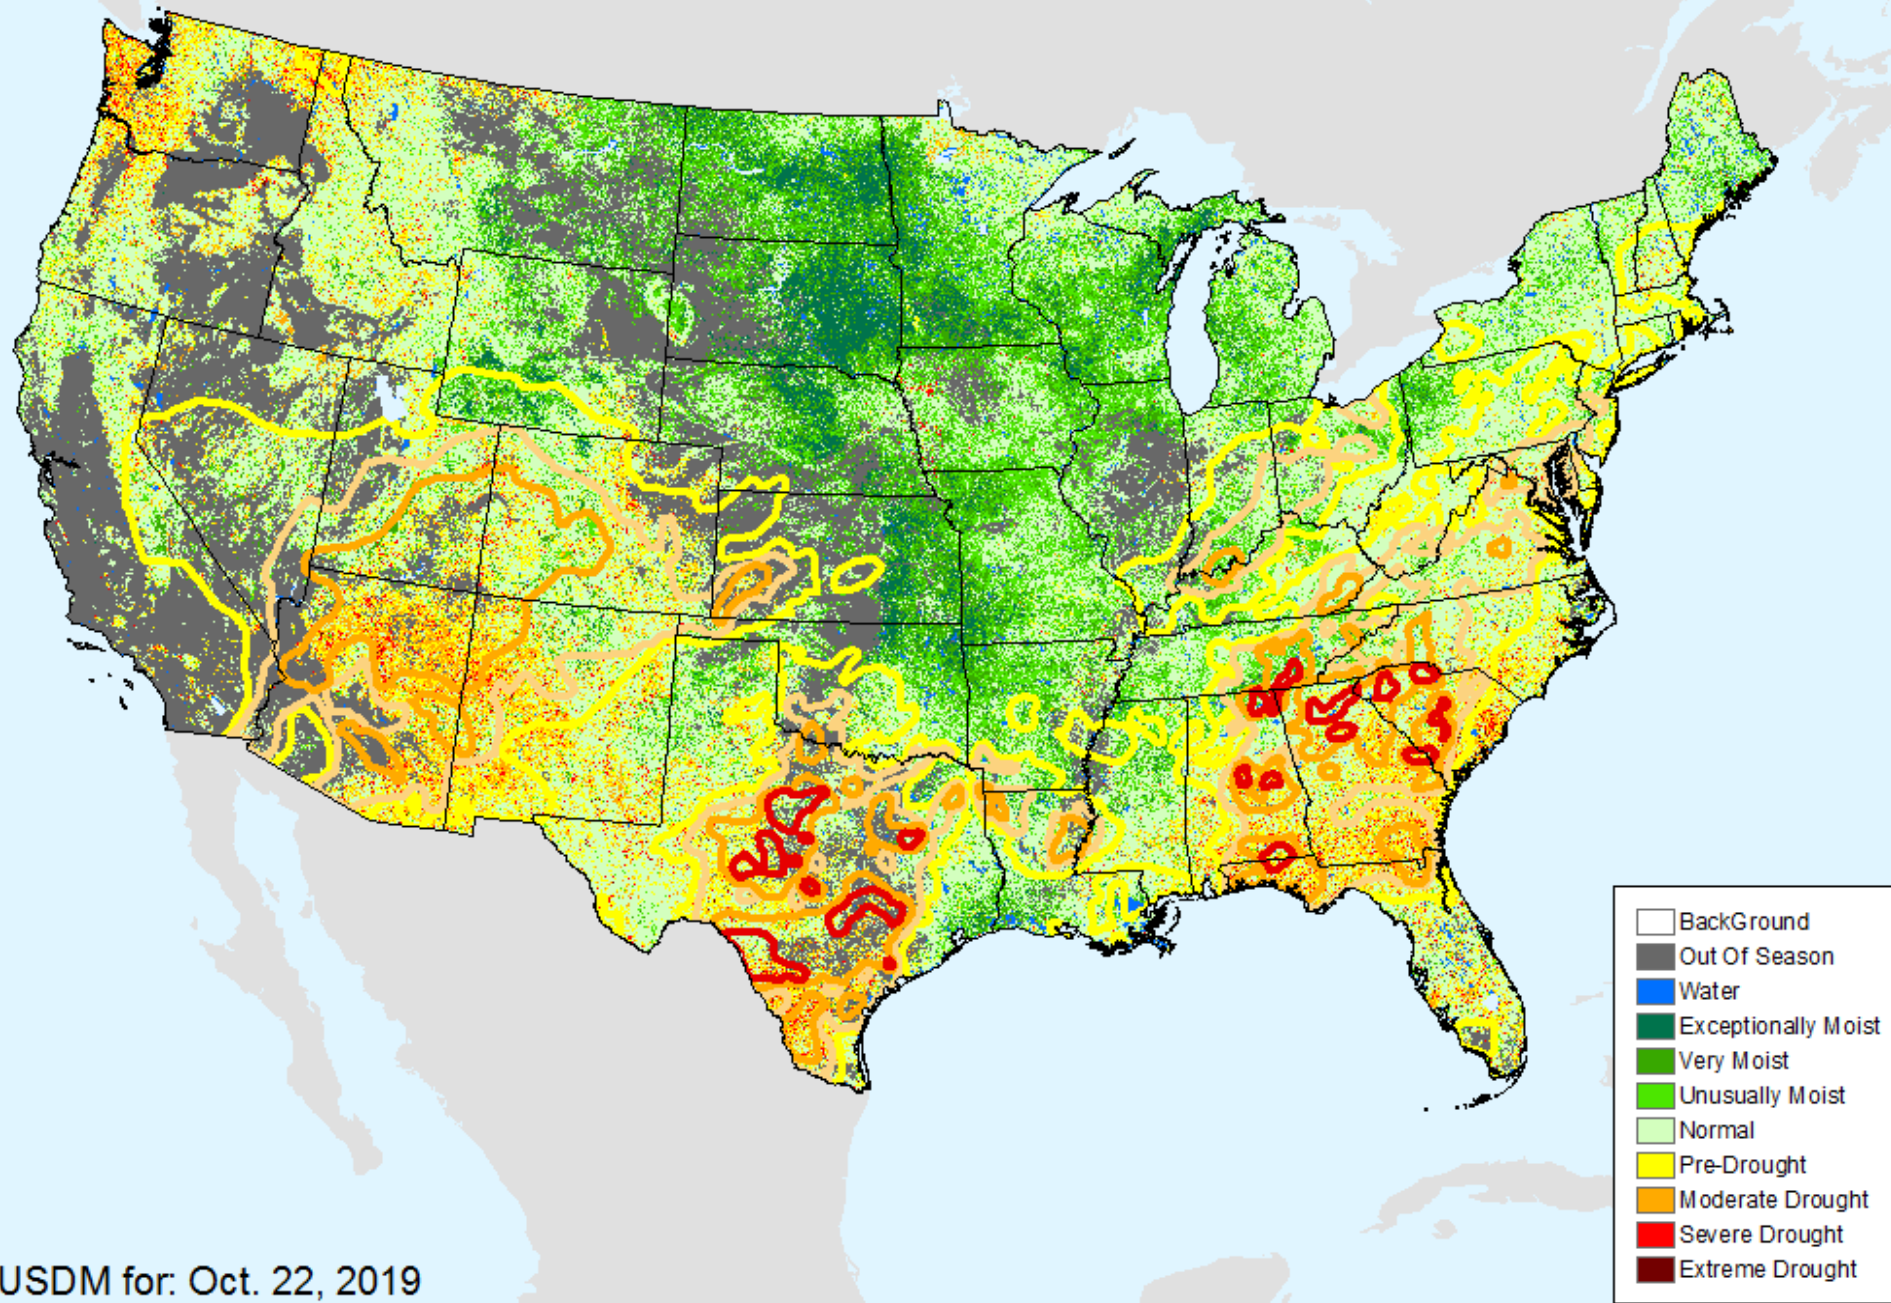 BackGround
Out Of Season
Water
Exceptionally Moist
Very Moist
Unusually Moist
Normal
Pre-Drought
Moderate Drought
Severe Drought
Extreme Drought
USDM for: Oct. 22, 2019